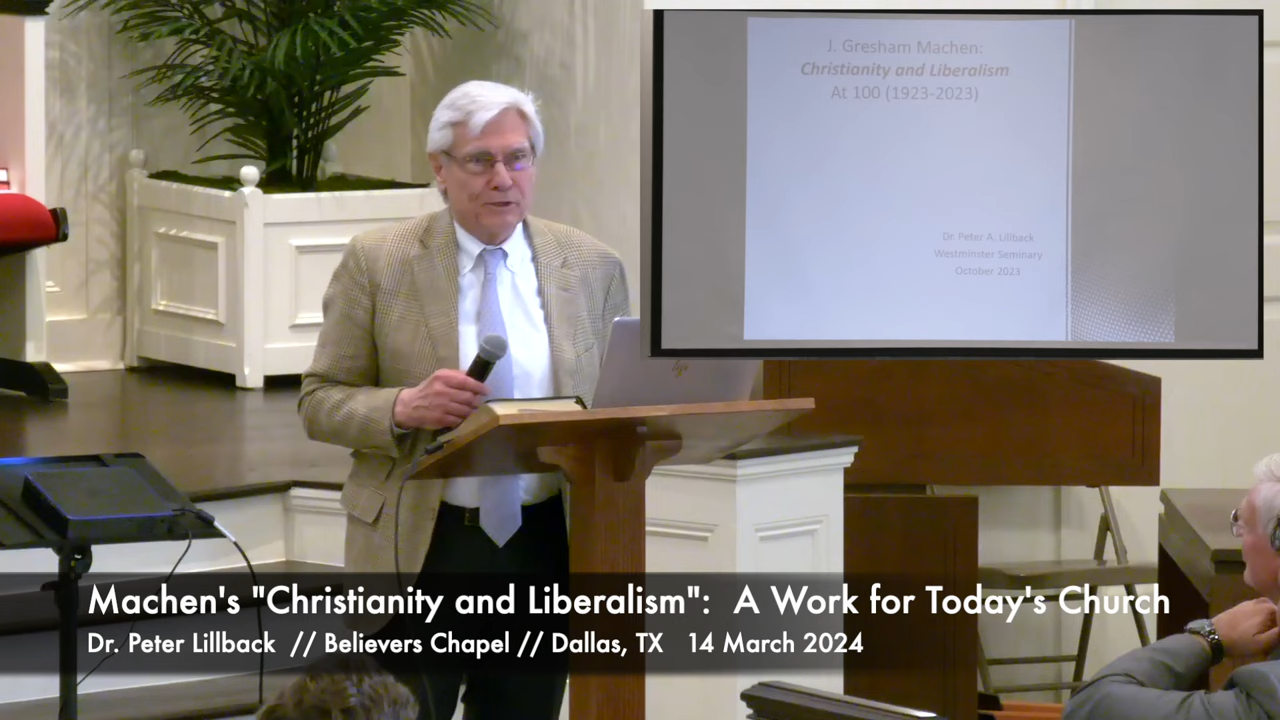 J. Gresham Machen:
Christianity and Liberalism
At 100 (1923-2023)
Dr. Peter A. Lillback
Westminster Seminary
October 2023
hp
Machen's "Christianity and Liberalism":  A Work for Today's Church
Dr. Peter Lillback  // Believers Chapel // Dallas, TX   14 March 2024